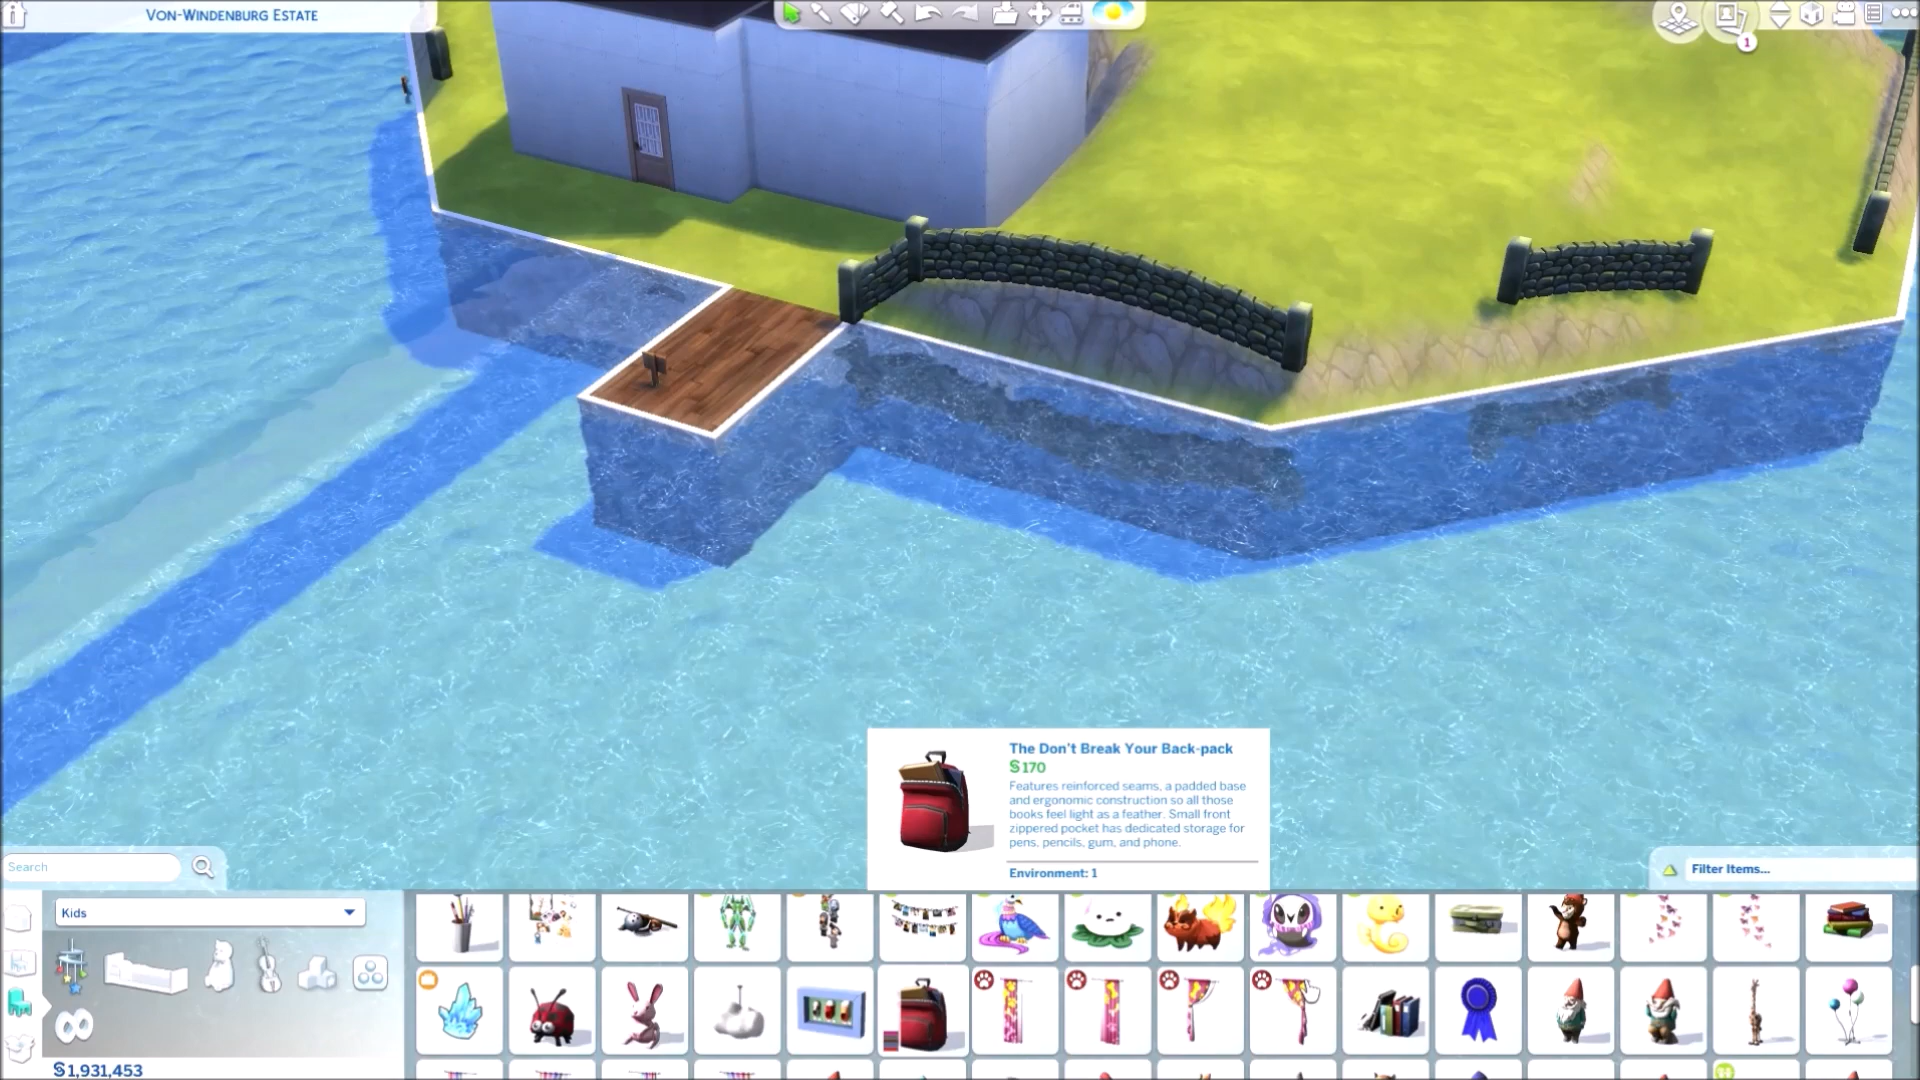 Von-Windenburg Estate
1
The Don't Break Your Back-pack
§170
Features reinforced seams, a padded base
and ergonomic construction so all those
books feel light as a feather. Small front
zippered pocket has dedicated storage for
pens, pencils, gum, and phone.
Environment: 1
Search
Filter Items...
Kids
§1,931,453